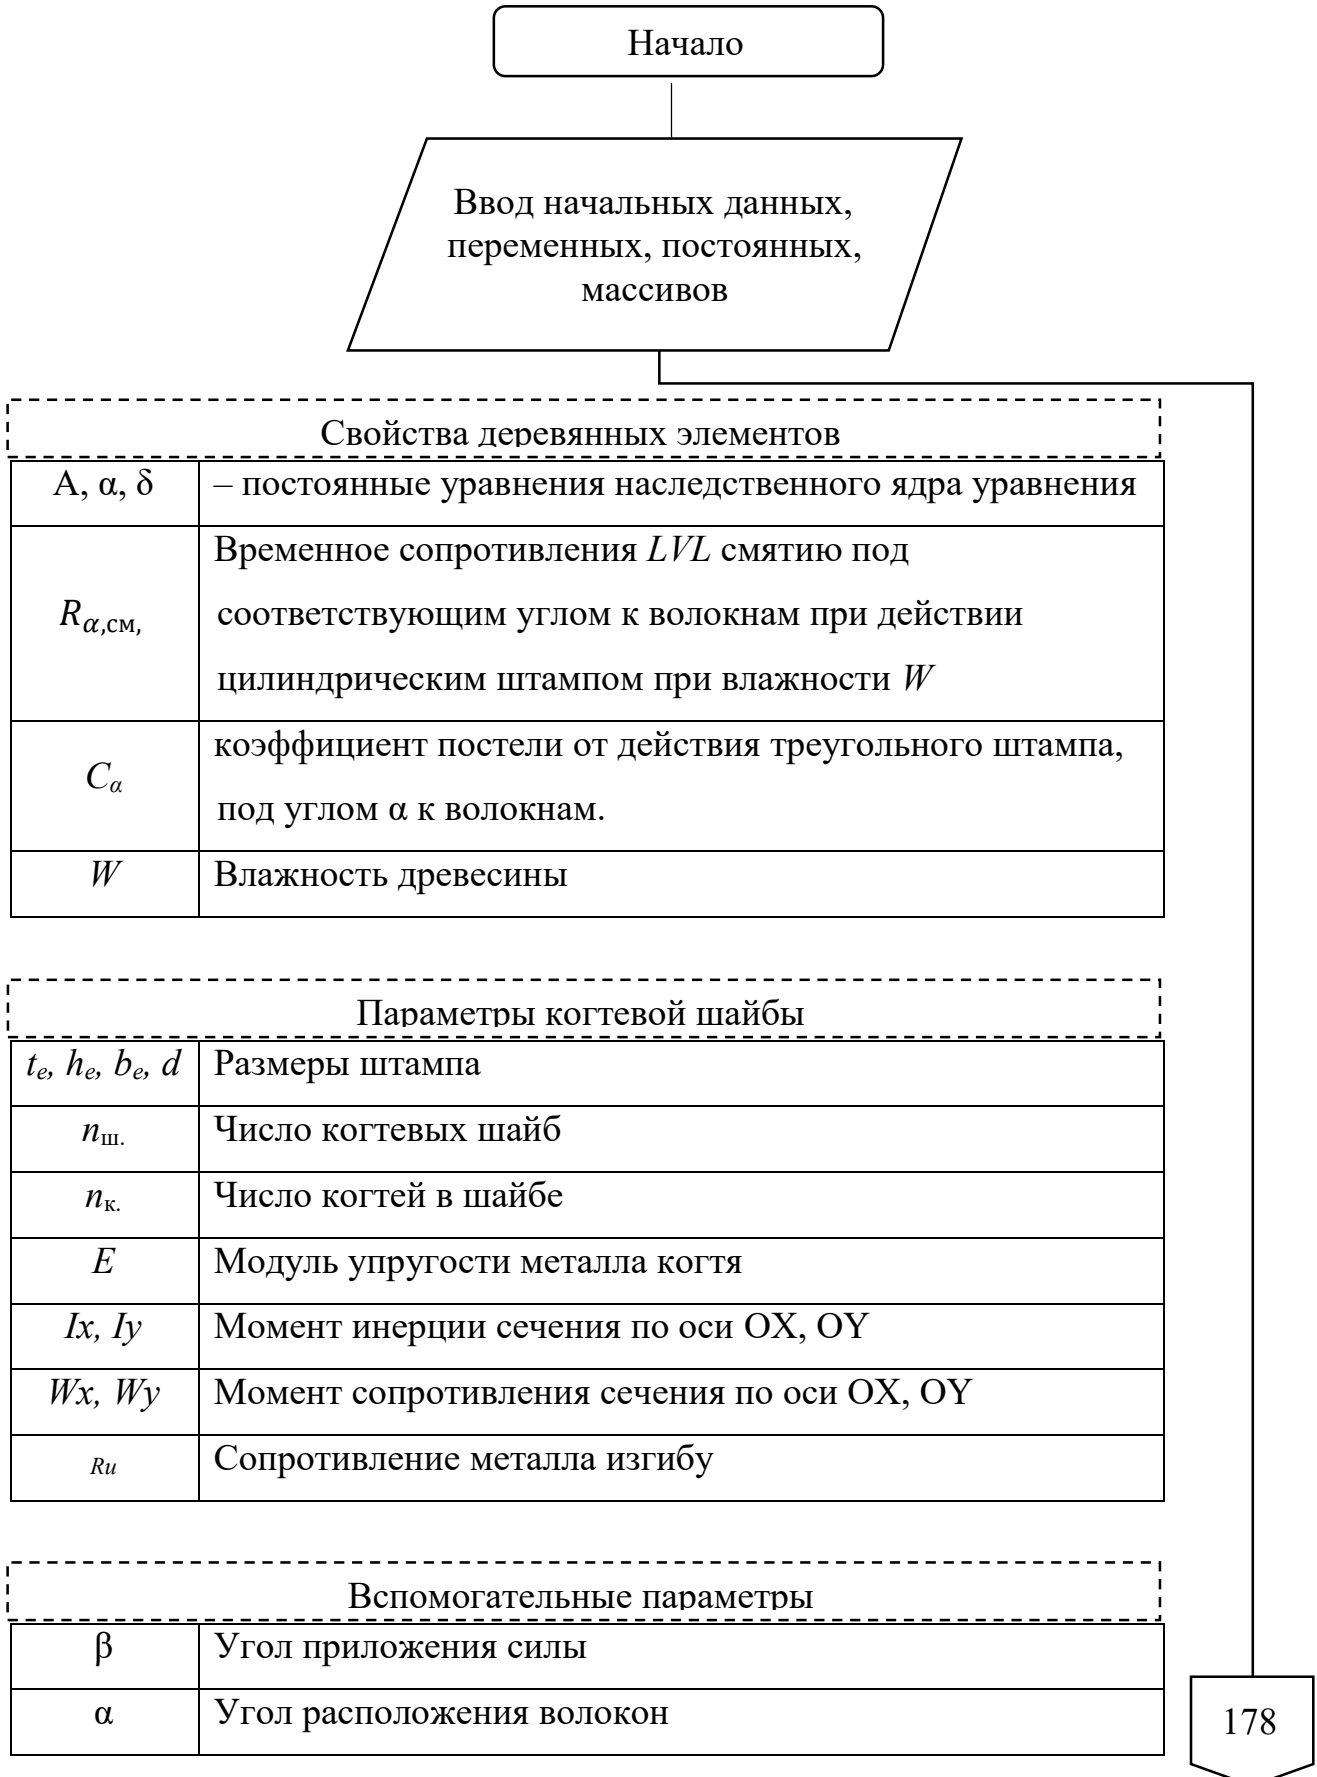 Начало
Ввод начальных данных,
переменных, постоянных,
массивов
Свойства деревянных элементов
A, α, δ – постоянные уравнения наследственного ядра уравнения
Rα,см, Временное сопротивления LVL смятию под
соответствующим углом к волокнам при действии
цилиндрическим штампом при влажности W
Cα коэффициент постели от действия треугольного штампа,
под углом α к волокнам.
W Влажность древесины
Параметры когтевой шайбы
te, he, be, d Размеры штампа
nш. Число когтевых шайб
nк. Число когтей в шайбе
E Модуль упругости металла когтя
Ix, Iy Момент инерции сечения по оси OX, OY
Wx, Wy Момент сопротивления сечения по оси OX, OY
Ru Сопротивление металла изгибу
Вспомогательные параметры
β Угол приложения силы
α Угол расположения волокон
178